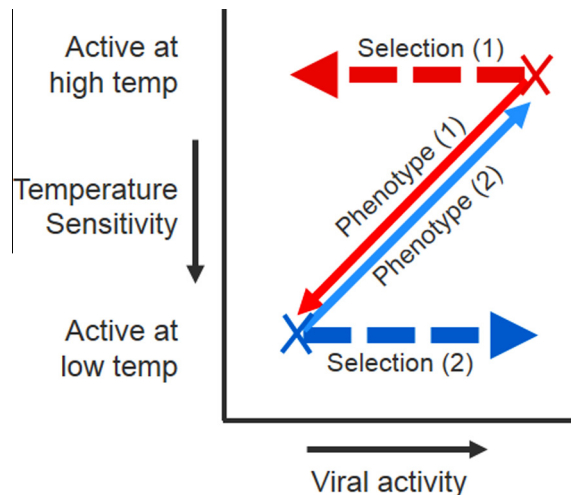 Active at
high temp
Selection (1)
Phenotype (1)
Phenotype (2)
Temperature
Sensitivity
Active at
low temp
Selection (2)
Viral activity